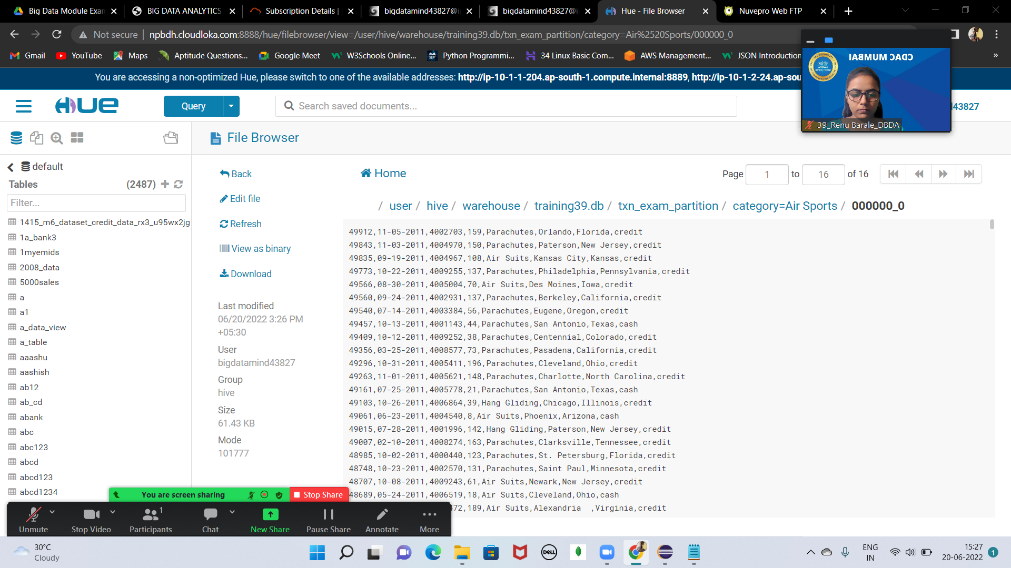 Big Data Module Exam
BIG DATA ANALYTICS
Subscription Details |
bigdatamind43827@
bigdatamind43827@
Hue - File Browser
Nuvepro Web FTP
Not secure | npbdh.cloudloka.com:8888/hue/filebrowser/view=/user/hive/warehouse/training39.db/txn_exam_partition/category=Air%2520Sports/000000_0
Gmail
YouTube
Maps
Aptitude Questions...
Google Meet
W3Schools Online...
Python Programmi...
34 Linux Basic Com...
AWS Management...
JSON Introduction
You are accessing a non-optimized Hue, please switch to one of the available addresses: http://ip-10-1-1-204.ap-south-1.compute.internal:8889, http://ip-10-1-2-24.ap-sou
CDAC MUMBAI
39_Renu Barale_DBDA
HUE
Query
Search saved documents...
43827
File Browser
default
Tables
(2487)
Filter...
1415_m6_dataset_credit_data_rx3_u95wx2jg
1a_bank3
1myemids
2008_data
5000sales
a
a1
a_data_view
a_table
aaashu
aashish
ab12
ab_cd
abank
abc
abc123
abcd
abcd123
abcd1234
Back
Edit file
Refresh
View as binary
Download
Last modified
06/20/2022 3:26 PM
+05:30
User
bigdatamind43827
Group
hive
Size
61.43 KB
Mode
101777
Home
Page 1 to 16 of 16
/ user / hive / warehouse / training39.db / txn_exam_partition / category=Air Sports / 000000_0
49912,11-05-2011,4002703,159,Parachutes,Orlando,Florida,credit
49843,11-03-2011,4004970,150,Parachutes,Paterson,New Jersey,credit
49835,09-19-2011,4004967,108,Air Suits,Kansas City,Kansas,credit
49773,10-22-2011,4009255,137,Parachutes,Philadelphia,Pennsylvania,credit
49566,08-30-2011,4005004,70,Air Suits,Des Moines,Iowa,credit
49560,09-24-2011,4002931,137,Parachutes,Berkeley,California,credit
49540,07-14-2011,4003384,56,Parachutes,Eugene,Oregon,credit
49457,10-13-2011,4001143,44,Parachutes,San Antonio,Texas,cash
49409,10-12-2011,4009252,38,Parachutes,Centennial,Colorado,credit
49356,03-25-2011,4008577,73,Parachutes,Pasadena,California,credit
49296,10-31-2011,4005411,196,Parachutes,Cleveland,Ohio,credit
49263,11-01-2011,4005621,148,Parachutes,Charlotte,North Carolina,credit
49161,07-25-2011,4005778,21,Parachutes,San Antonio,Texas,cash
49103,10-26-2011,4006864,39,Hang Gliding,Chicago,Illinois,credit
49061,06-23-2011,4004540,8,Air Suits,Phoenix,Arizona,cash
49015,07-28-2011,4001996,142,Hang Gliding,Paterson,New Jersey,credit
49007,02-10-2011,4008274,163,Parachutes,Clarksville,Tennessee,credit
48985,10-02-2011,4000440,123,Parachutes,St. Petersburg,Florida,credit
48748,10-23-2011,4002570,131,Parachutes,Saint Paul,Minnesota,credit
48707,10-08-2011,4009243,61,Air Suits,Newark,New Jersey,credit
48689,05-24-2011,4006519,18,Air Suits,Cleveland,Ohio,cash
472,189,Air Suits,Alexandria ,Virginia,credit
You are screen sharing
Stop Share
Unmute
Stop Video
1
Participants
Chat
New Share
Pause Share
Annotate
More
30°C
Cloudy
DELL
ENG
IN
15:27
20-06-2022
1